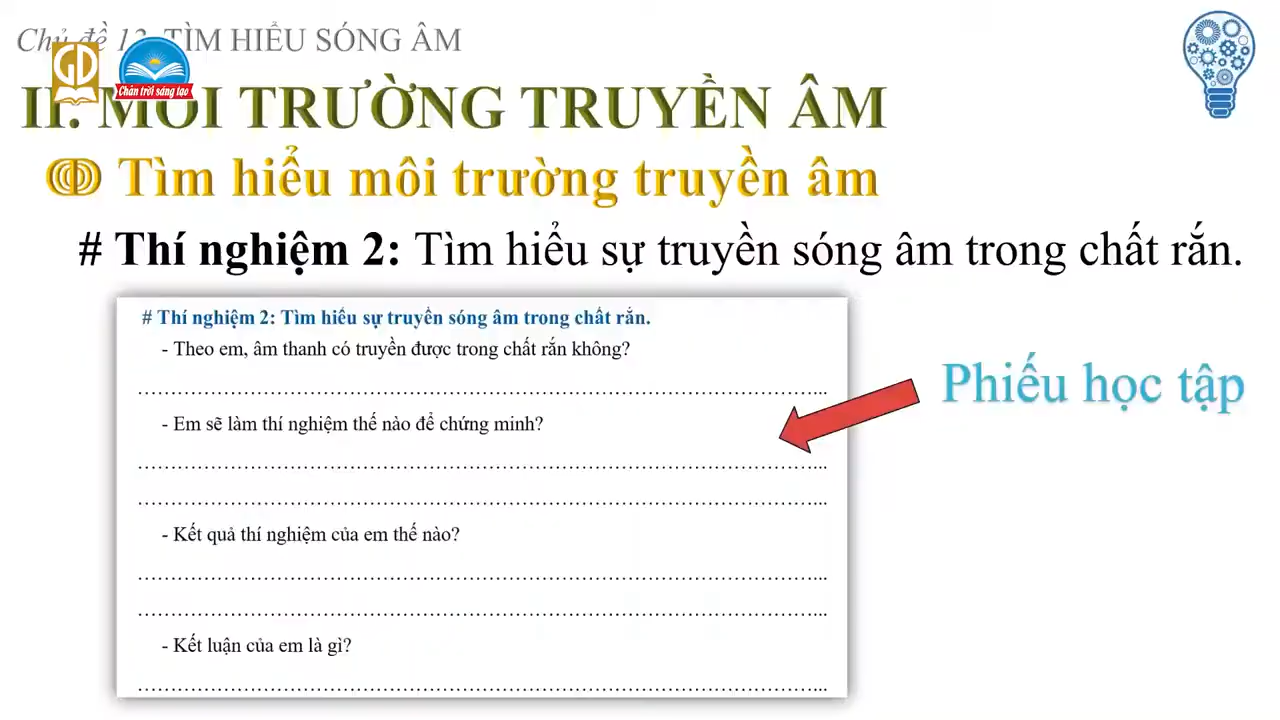 Chủ đề 12: TÌM HIỂU SÓNG ÂM
GD
Chân trời sáng tạo
II. MÔI TRƯỜNG TRUYỀN ÂM
Tìm hiểu môi trường truyền âm
# Thí nghiệm 2: Tìm hiểu sự truyền sóng âm trong chất rắn.
# Thí nghiệm 2: Tìm hiểu sự truyền sóng âm trong chất rắn.
- Theo em, âm thanh có truyền được trong chất rắn không?
- Em sẽ làm thí nghiệm thế nào để chứng minh?
- Kết quả thí nghiệm của em thế nào?
- Kết luận của em là gì?
Phiếu học tập